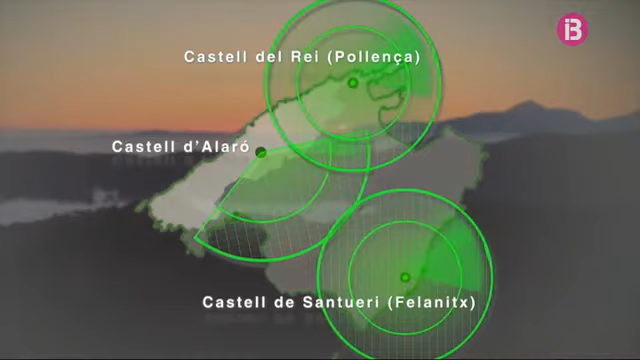 Castell del Rei (Pollença)
Castell d'Alaró
Castell de Santueri (Felanitx)